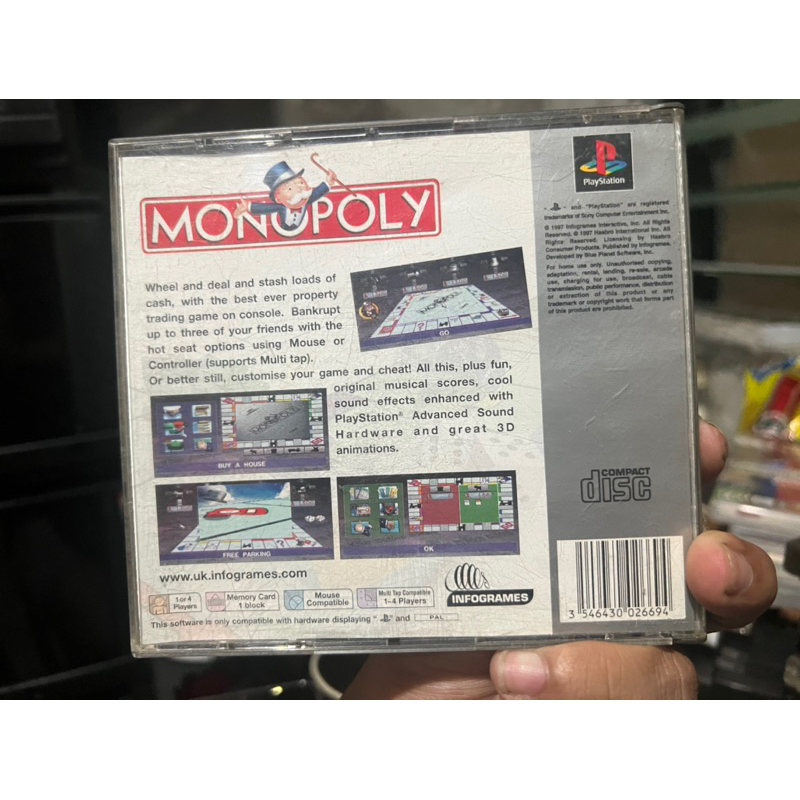 MONOPOLY
Wheel and deal and stash loads of
cash, with the best ever property
trading game on console. Bankrupt
up to three of your friends with the
hot seat options using Mouse or
Controller (supports Multi tap).
Or better still, customise your game and cheat! All this, plus fun,
original musical scores, cool
sound effects enhanced with
PlayStation® Advanced Sound
Hardware and great 3D
animations.
MONOPOLY
GO
MONOPOLY
BUY A HOUSE
FREE PARKING
OK
www.uk.infogrames.com
1 or 4
Players
Memory Card
1 block
Mouse
Compatible
Multi Tap Compatible
1-4 Players
INFOGRAMES
This software is only compatible with hardware displaying " " and PAL
PlayStation
" " and "PlayStation" are registered
trademarks of Sony Computer Entertainment Inc.
© 1997 Infogrames Interactive, Inc. All Rights
Reserved. © 1997 Hasbro International Inc. All
Rights Reserved. Licensing by Hasbro
Consumer Products. Published by Infogrames.
Developed by Blue Planet Software, Inc.
For home use only. Unauthorised copying,
adaptation, rental, lending, re-sale, arcade
use, charging for use, broadcast, cable
transmission, public performance, distribution
or extraction of this product or any
trademark or copyright work that forms part
of this product are prohibited.
COMPACT
disc
3 546430 026694